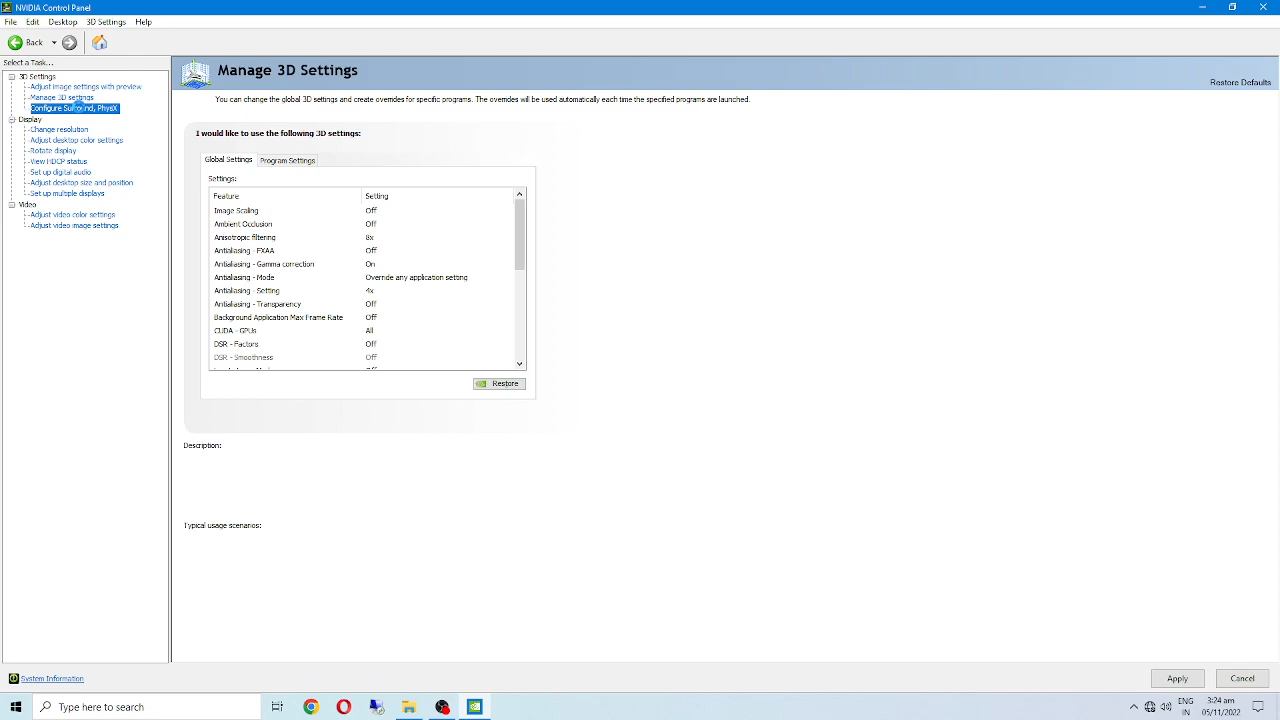 NVIDIA Control Panel
File Edit Desktop 3D Settings Help
Back
Select a Task...
3D Settings
Adjust image settings with preview
Manage 3D settings
Configure Surround, PhysX
Display
Change resolution
Adjust desktop color settings
Rotate display
View HDCP status
Set up digital audio
Adjust desktop size and position
Set up multiple displays
Video
Adjust video color settings
Adjust video image settings
System Information
Manage 3D Settings
Restore Defaults
You can change the global 3D settings and create overrides for specific programs. The overrides will be used automatically each time the specified programs are launched.
I would like to use the following 3D settings:
Global Settings Program Settings
Settings:
Feature Setting
Image Scaling Off
Ambient Occlusion Off
Anisotropic filtering 8x
Antialiasing - FXAA Off
Antialiasing - Gamma correction On
Antialiasing - Mode Override any application setting
Antialiasing - Setting 4x
Antialiasing - Transparency Off
Background Application Max Frame Rate Off
CUDA - GPUs All
DSR - Factors Off
DSR - Smoothness Off
Restore
Description:
Typical usage scenarios:
Apply Cancel
Type here to search
ENG
IN
3:24 am
05/11/2022